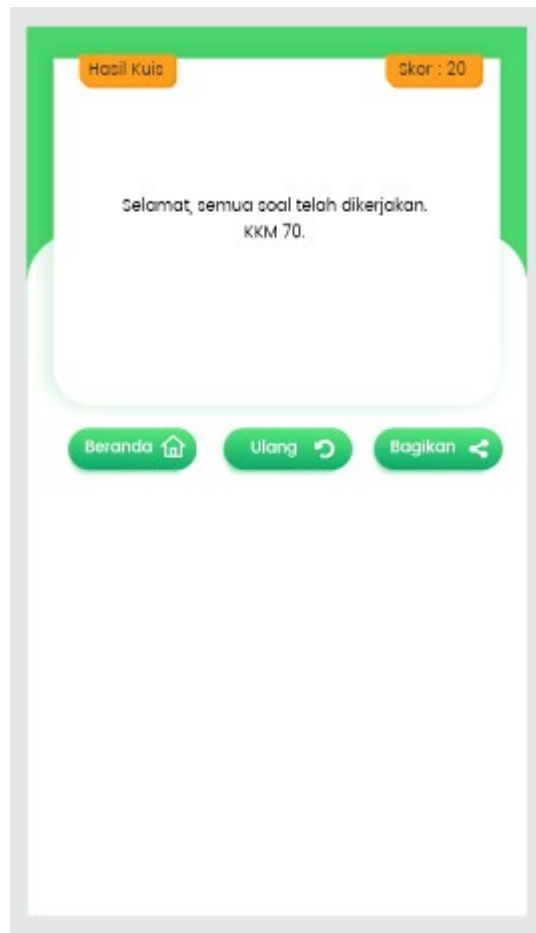 Hasil Kuis
Skor : 20
Selamat, semua soal telah dikerjakan.
KKM 70.
Beranda
Ulang
Bagikan